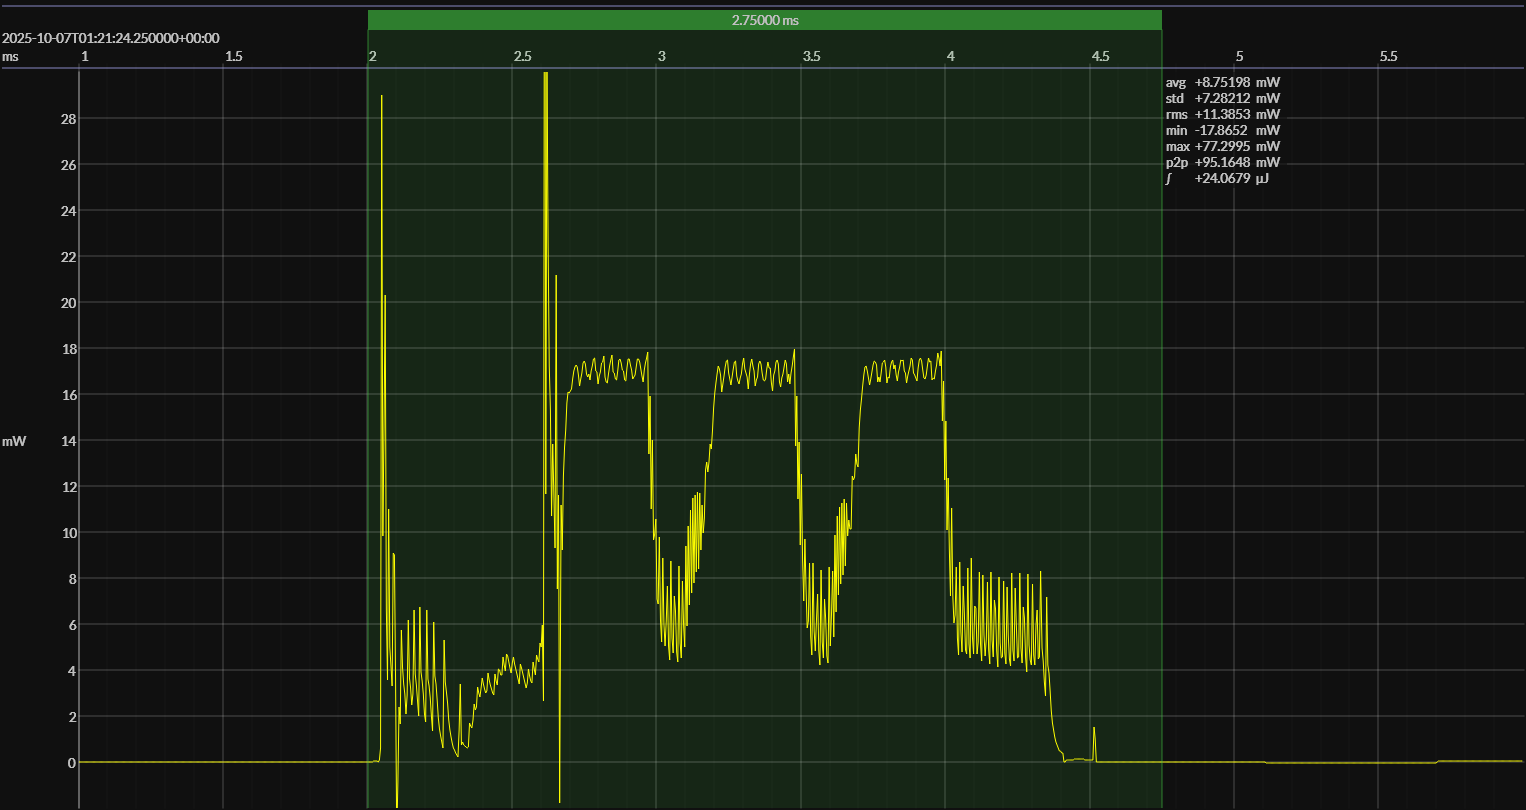 2.75000 ms
2025-10-07T01:21:24.250000+00:00
ms 1 1.5 2 2.5 3 3.5 4 4.5 5 5.5
avg +8.75198 mW
std +7.28212 mW
rms +11.3853 mW
min -17.8652 mW
max +77.2995 mW
p2p +95.1648 mW
∫ +24.0679 µJ
28
26
24
22
20
18
16
mW 14
12
10
8
6
4
2
0